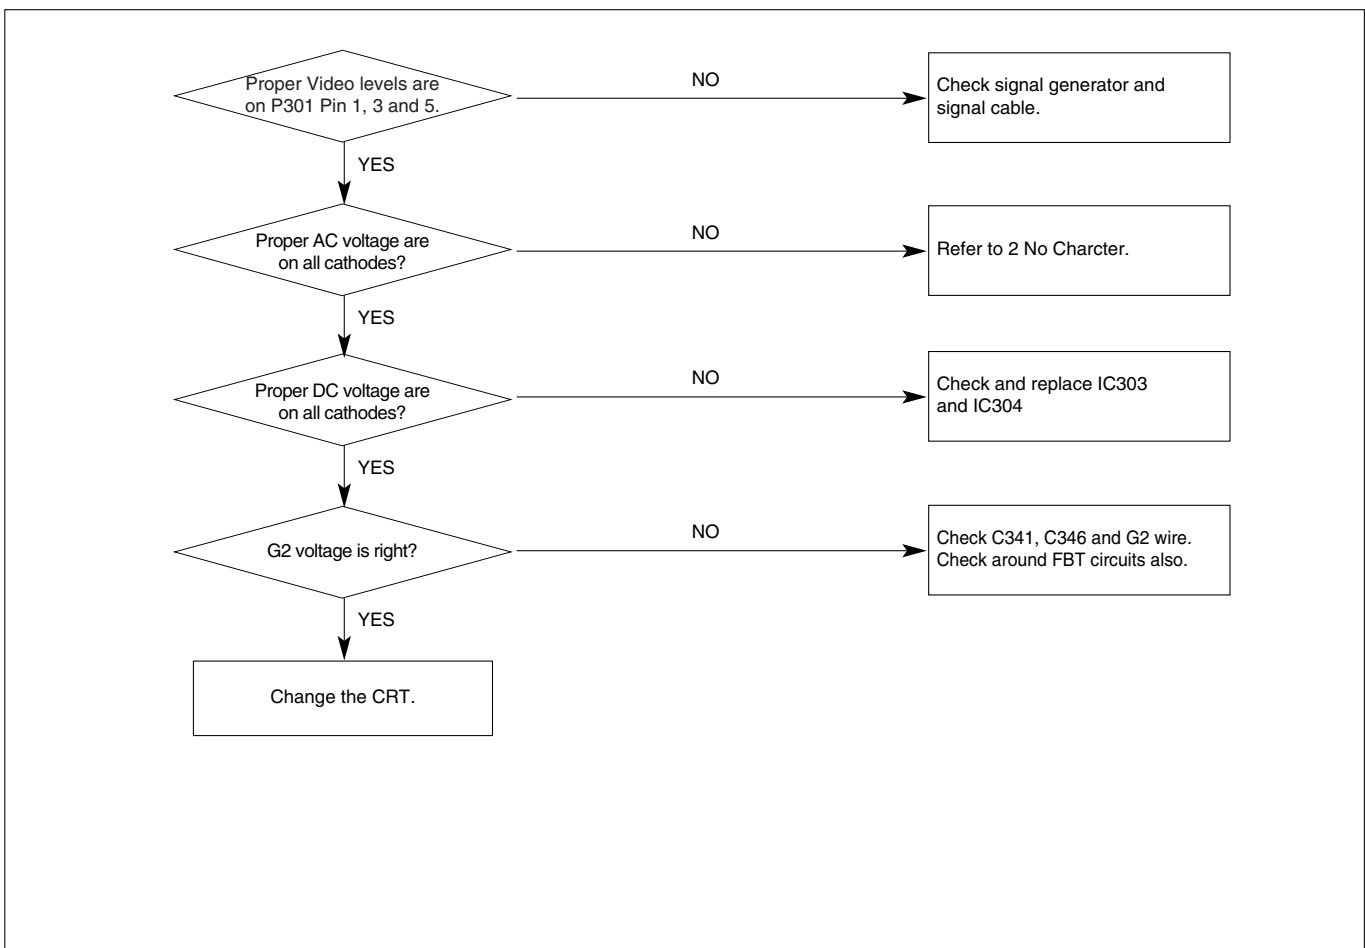 Proper Video levels are
on P301 Pin 1, 3 and 5.
NO
Check signal generator and
signal cable.
YES
Proper AC voltage are
on all cathodes?
NO
Refer to 2 No Charcter.
YES
Proper DC voltage are
on all cathodes?
NO
Check and replace IC303
and IC304
YES
G2 voltage is right?
NO
Check C341, C346 and G2 wire.
Check around FBT circuits also.
YES
Change the CRT.